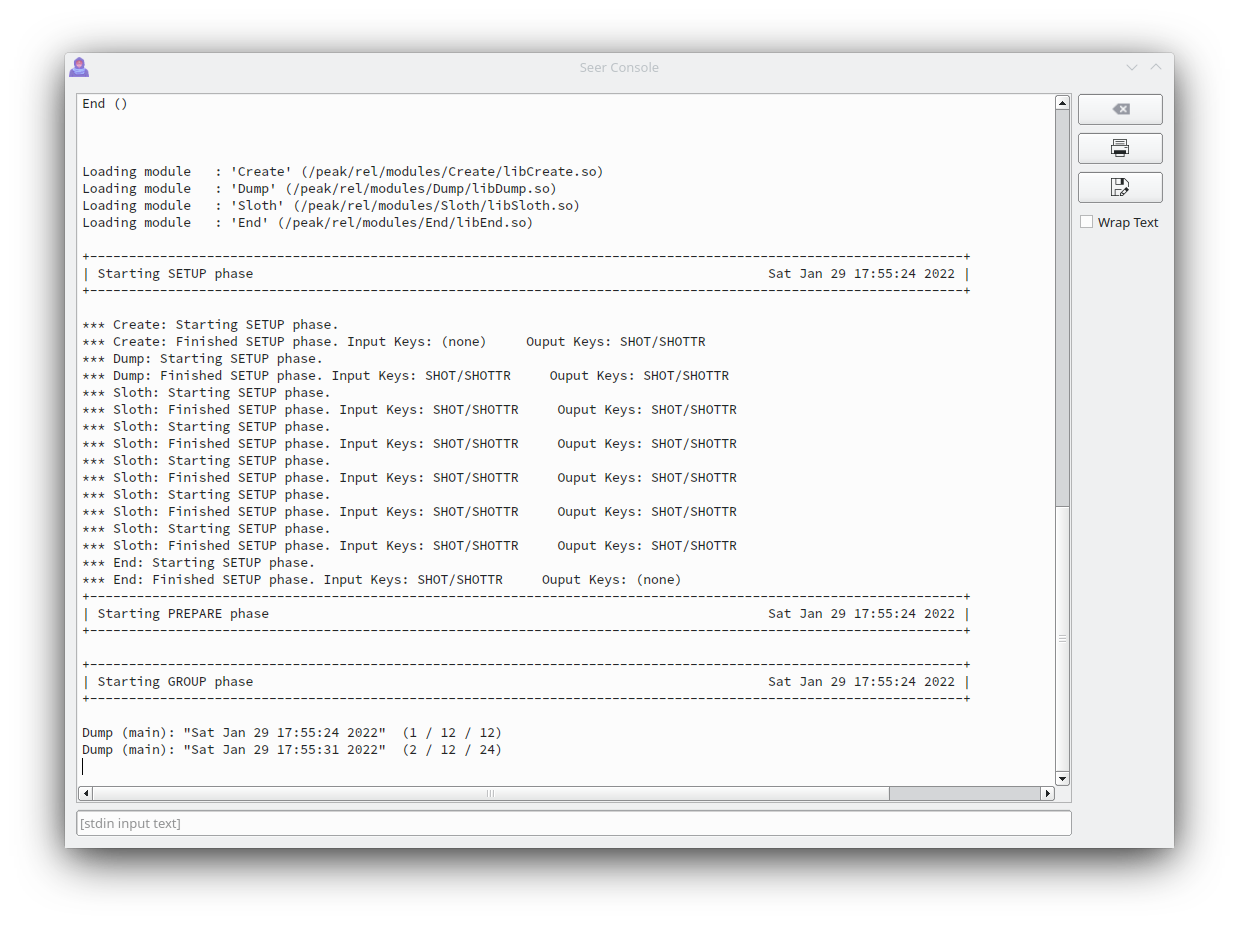 Seer Console
End ()
Loading module   : 'Create' (/peak/rel/modules/Create/libCreate.so)
Loading module   : 'Dump' (/peak/rel/modules/Dump/libDump.so)
Loading module   : 'Sloth' (/peak/rel/modules/Sloth/libSloth.so)
Loading module   : 'End' (/peak/rel/modules/End/libEnd.so)
Wrap Text
+----------------------------------------------------------------------------------------------------------------+
| Starting SETUP phase                                                                  Sat Jan 29 17:55:24 2022 |
+----------------------------------------------------------------------------------------------------------------+
*** Create: Starting SETUP phase.
*** Create: Finished SETUP phase. Input Keys: (none)     Ouput Keys: SHOT/SHOTTR
*** Dump: Starting SETUP phase.
*** Dump: Finished SETUP phase. Input Keys: SHOT/SHOTTR     Ouput Keys: SHOT/SHOTTR
*** Sloth: Starting SETUP phase.
*** Sloth: Finished SETUP phase. Input Keys: SHOT/SHOTTR     Ouput Keys: SHOT/SHOTTR
*** Sloth: Starting SETUP phase.
*** Sloth: Finished SETUP phase. Input Keys: SHOT/SHOTTR     Ouput Keys: SHOT/SHOTTR
*** Sloth: Starting SETUP phase.
*** Sloth: Finished SETUP phase. Input Keys: SHOT/SHOTTR     Ouput Keys: SHOT/SHOTTR
*** Sloth: Starting SETUP phase.
*** Sloth: Finished SETUP phase. Input Keys: SHOT/SHOTTR     Ouput Keys: SHOT/SHOTTR
*** Sloth: Starting SETUP phase.
*** Sloth: Finished SETUP phase. Input Keys: SHOT/SHOTTR     Ouput Keys: SHOT/SHOTTR
*** End: Starting SETUP phase.
*** End: Finished SETUP phase. Input Keys: SHOT/SHOTTR     Ouput Keys: (none)
+----------------------------------------------------------------------------------------------------------------+
| Starting PREPARE phase                                                                Sat Jan 29 17:55:24 2022 |
+----------------------------------------------------------------------------------------------------------------+
+----------------------------------------------------------------------------------------------------------------+
| Starting GROUP phase                                                                  Sat Jan 29 17:55:24 2022 |
+----------------------------------------------------------------------------------------------------------------+
Dump (main): "Sat Jan 29 17:55:24 2022"  (1 / 12 / 12)
Dump (main): "Sat Jan 29 17:55:31 2022"  (2 / 12 / 24)
[stdin input text]